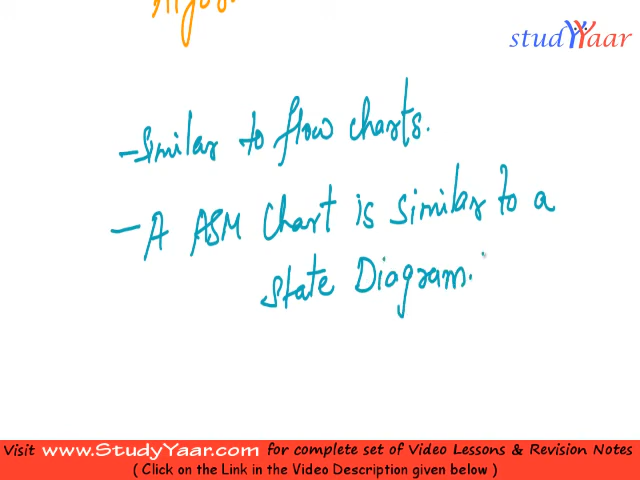 studYYaar
-Similar to flow charts.
- A ASM Chart is similar to a
State Diagram.
Visit www.StudyYaar.com for complete set of Video Lessons & Revision Notes
( Click on the Link in the Video Description given below )